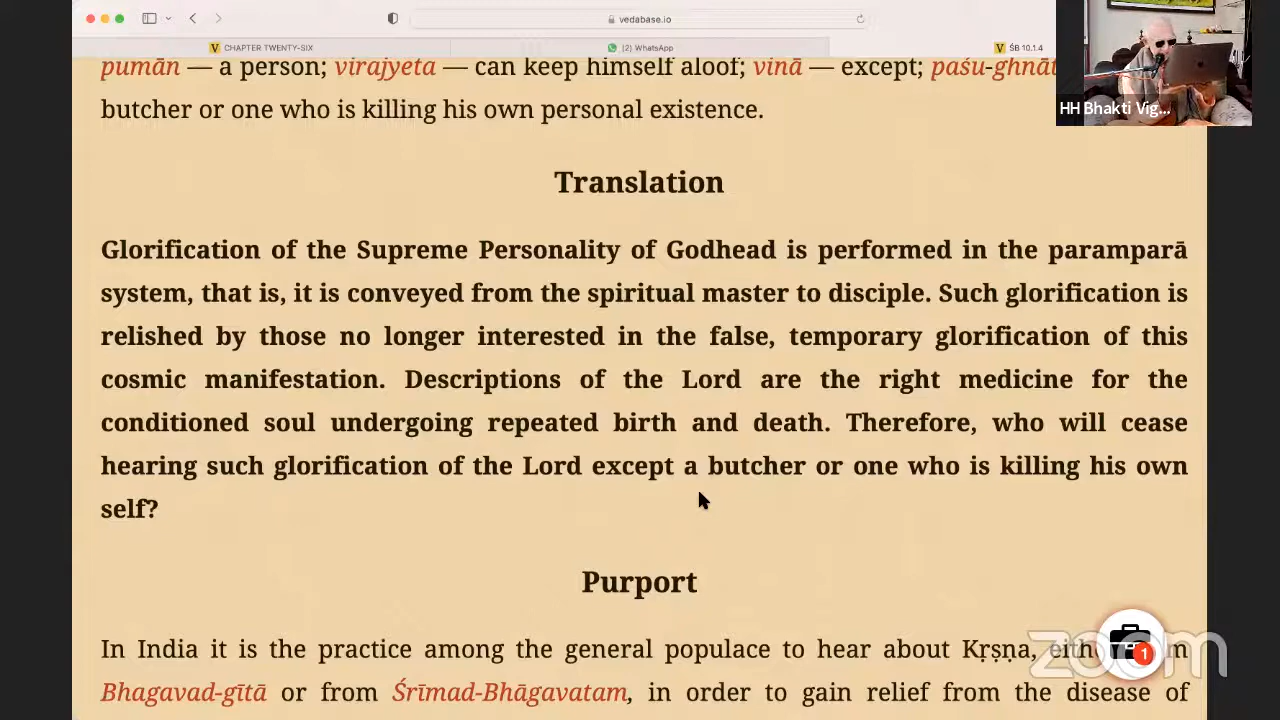 vedabase.io
CHAPTER TWENTY-SIX
(2) WhatsApp
ŚB 10.1.4
pumān — a person; virajyeta — can keep himself aloof; vinā — except; paśu-ghnāt
butcher or one who is killing his own personal existence.
HH Bhakti Vig...
Translation
Glorification of the Supreme Personality of Godhead is performed in the paramparā
system, that is, it is conveyed from the spiritual master to disciple. Such glorification is
relished by those no longer interested in the false, temporary glorification of this
cosmic manifestation. Descriptions of the Lord are the right medicine for the
conditioned soul undergoing repeated birth and death. Therefore, who will cease
hearing such glorification of the Lord except a butcher or one who is killing his own
self?
Purport
In India it is the practice among the general populace to hear about Kṛṣṇa,
Bhagavad-gītā or from Śrīmad-Bhāgavatam, in order to gain relief from the disease of
zoom
1